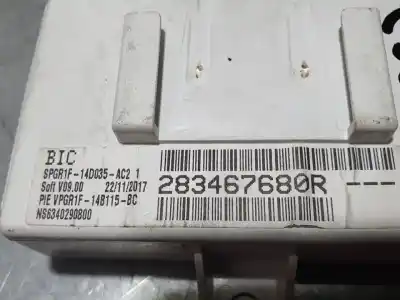 BIC
SPGR1F-14D035-AC2 1
Soft V09.00 22/11/2017
PIE VPGR1F-14B115-BC
NS6340290800
283467680R ---